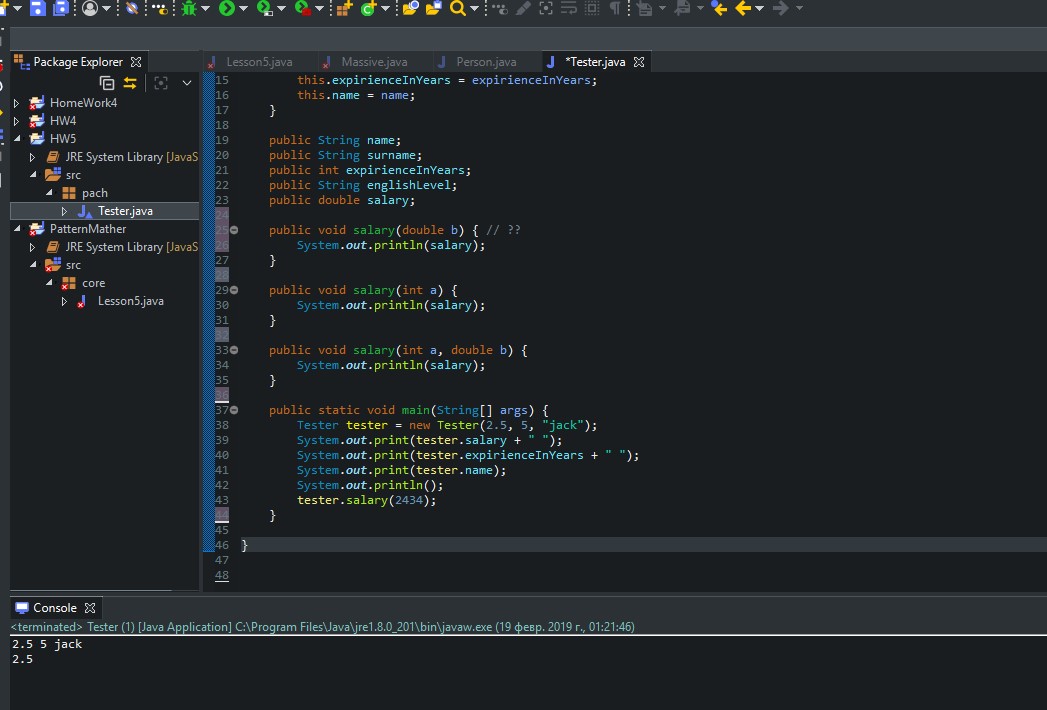 Package Explorer
HomeWork4
HW4
HW5
JRE System Library [JavaS
src
pach
Tester.java
PatternMather
JRE System Library [JavaS
src
core
Lesson5.java
Lesson5.java Massive.java Person.java *Tester.java
15 this.expirienceInYears = expirienceInYears;
16 this.name = name;
17 }
18
19 public String name;
20 public String surname;
21 public int expirienceInYears;
22 public String englishLevel;
23 public double salary;
24
25 public void salary(double b) { // ??
26 System.out.println(salary);
27 }
28
29 public void salary(int a) {
30 System.out.println(salary);
31 }
32
33 public void salary(int a, double b) {
34 System.out.println(salary);
35 }
36
37 public static void main(String[] args) {
38 Tester tester = new Tester(2.5, 5, "jack");
39 System.out.print(tester.salary + " ");
40 System.out.print(tester.expirienceInYears + " ");
41 System.out.print(tester.name);
42 System.out.println();
43 tester.salary(2434);
44 }
45
46 }
47
48
Console
<terminated> Tester (1) [Java Application] C:\Program Files\Java\jre1.8.0_201\bin\javaw.exe (19 февр. 2019 г., 01:21:46)
2.5 5 jack
2.5